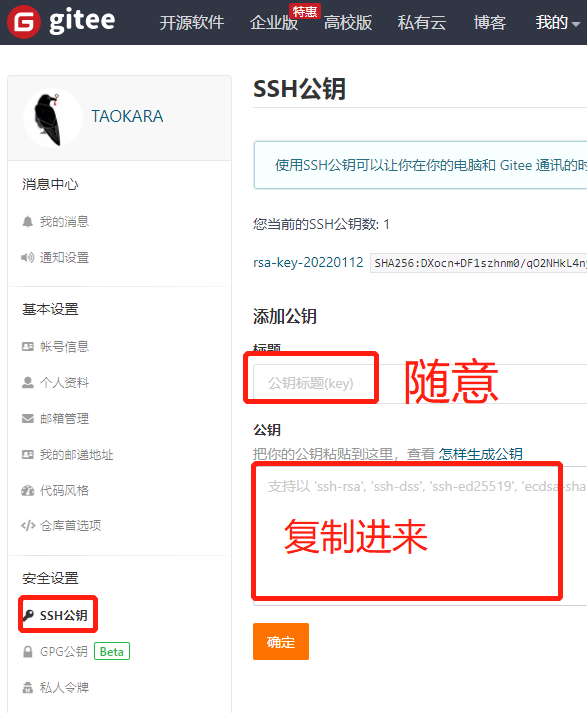 gitee 开源软件 企业版 特惠 高校版 私有云 博客 我的
TAOKARA
消息中心
我的消息
通知设置
基本设置
帐号信息
个人资料
邮箱管理
我的邮递地址
代码风格
仓库首选项
安全设置
SSH公钥
GPG公钥 Beta
私人令牌
SSH公钥
使用SSH公钥可以让你在你的电脑和 Gitee 通讯的时
您当前的SSH公钥数: 1
rsa-key-20220112 SHA256:DXocn+DF1szhnm0/qO2NHkL4n
添加公钥
标题
公钥标题(key)
随意
公钥
把你的公钥粘贴到这里，查看 怎样生成公钥
支持以 'ssh-rsa', 'ssh-dss', 'ssh-ed25519', 'ecdsa-sha
复制进来
确定